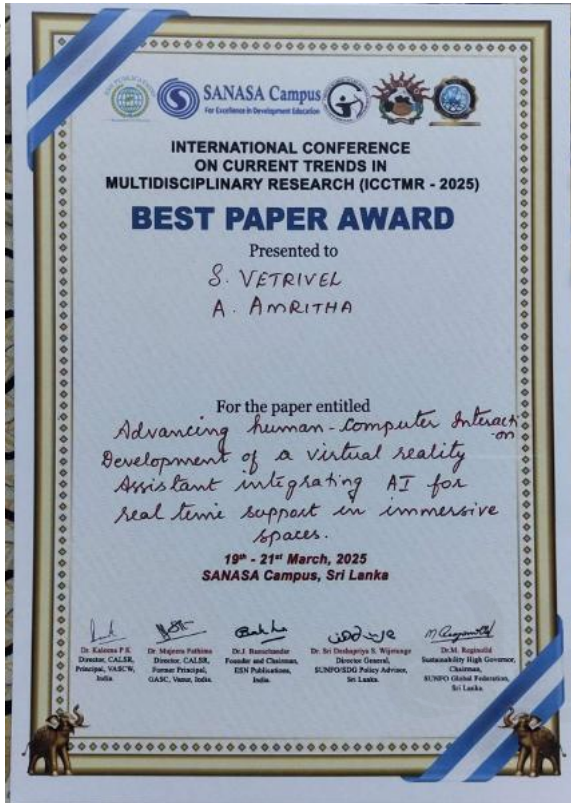 ESN PUBLICATIONS
SANASA Campus
For Excellence in Development Education
INTERNATIONAL CONFERENCE
ON CURRENT TRENDS IN
MULTIDISCIPLINARY RESEARCH (ICCTMR - 2025)
BEST PAPER AWARD
Presented to
S. VETRIVEL
A. AMRITHA
For the paper entitled
Advancing human-computer Interaction
Development of a virtual reality
Assistant integrating AI for
real time support in immersive
spaces.
19th - 21st March, 2025
SANASA Campus, Sri Lanka
Dr. Kaleena P K
Director, CALSR,
Principal, VASCW,
India.
Dr. Mujeera Fathima
Director, CALSR,
Former Principal,
GASC, India.
Dr.J. Ramachandar
Founder and Chairman,
ESN Publications,
India.
Dr. Sri Deshapriya S. Wijetunge
Director General,
SUNFO/SDG Policy Advisor,
Sri Lanka.
Dr.M. Reginold
Sustainability High Governor,
Chairman,
SUNFO Global Federation,
Sri Lanka.